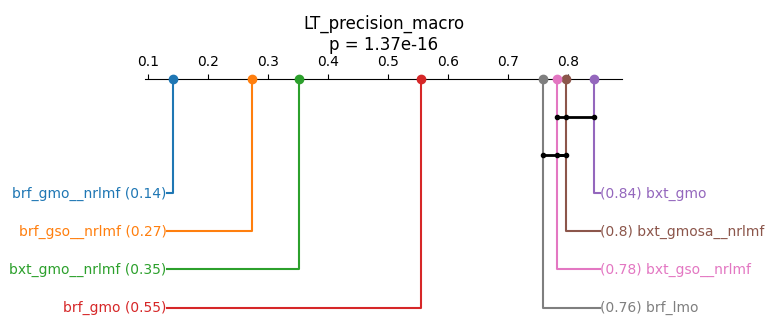 LT_precision_macro
p = 1.37e-16
0.1 0.2 0.3 0.4 0.5 0.6 0.7 0.8
brf_gmo__nrlmf (0.14) (0.84) bxt_gmo
brf_gso__nrlmf (0.27) (0.8) bxt_gmosa__nrlmf
bxt_gmo__nrlmf (0.35) (0.78) bxt_gso__nrlmf
brf_gmo (0.55) (0.76) brf_lmo